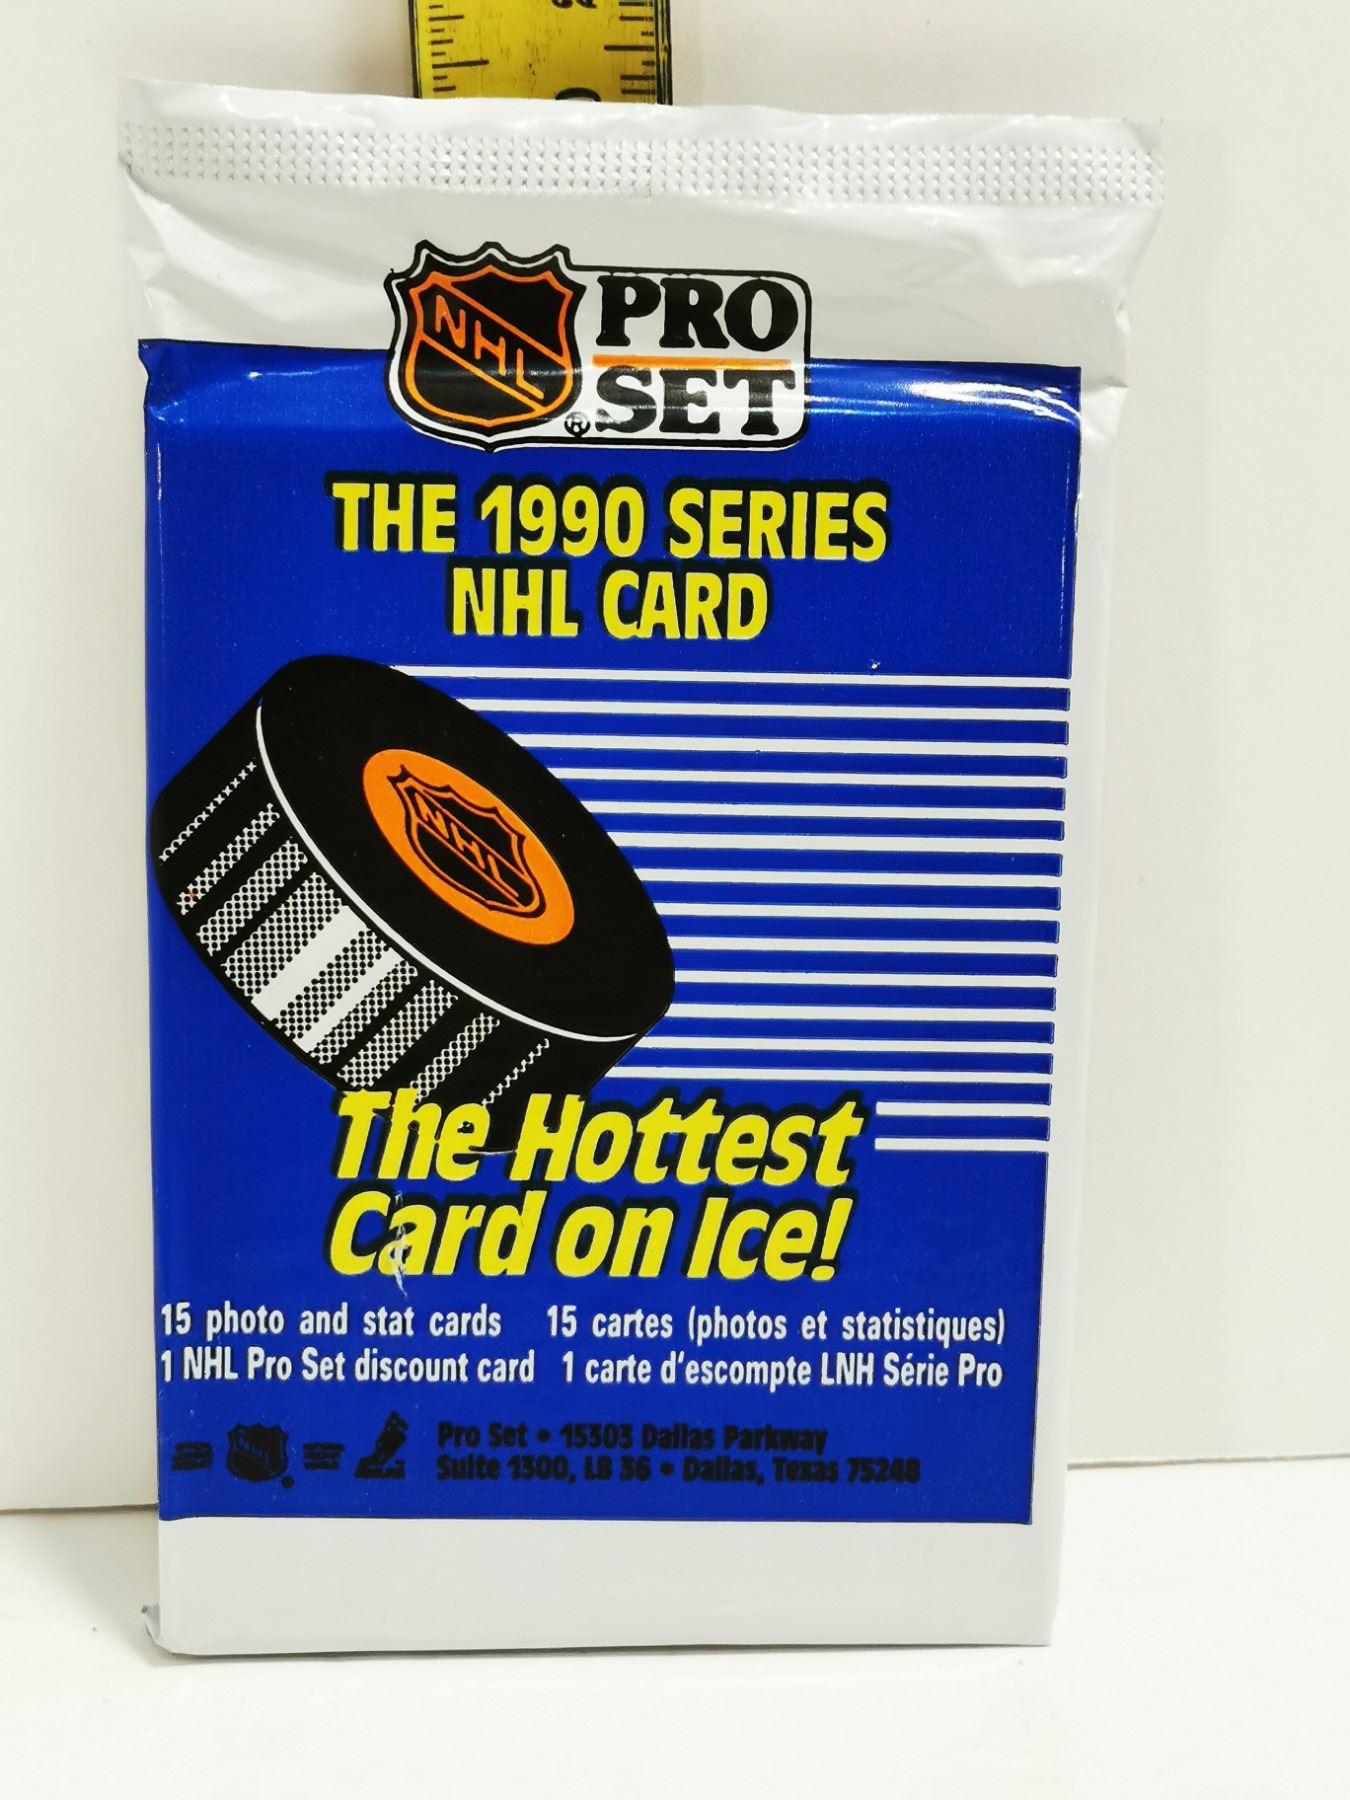 NHL
PRO
SET
®
THE 1990 SERIES
NHL CARD
NHL
The Hottest
Card on Ice!
15 photo and stat cards 15 cartes (photos et statistiques)
1 NHL Pro Set discount card 1 carte d'escompte LNH Série Pro
NHL
Pro Set • 15303 Dallas Parkway
Suite 1300, LB 36 • Dallas, Texas 75248